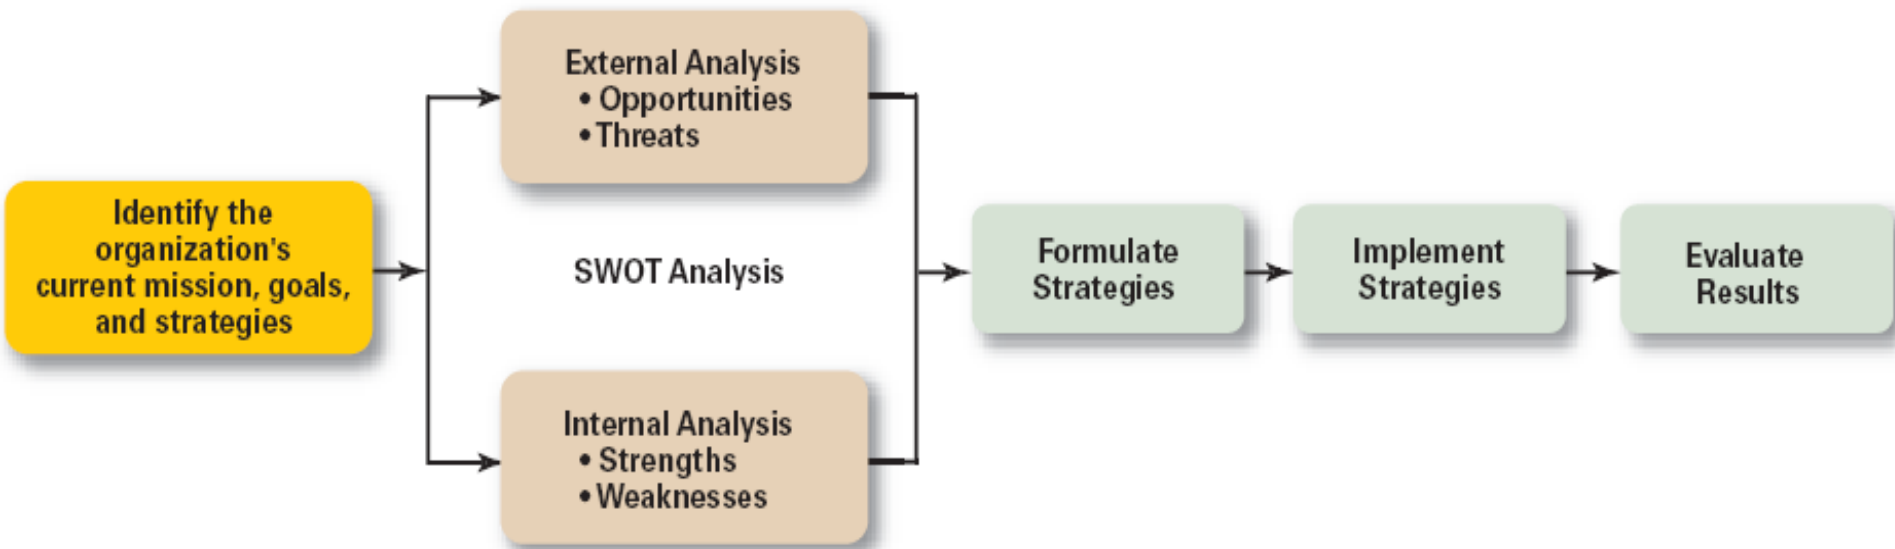 Identify the
organization's
current mission, goals,
and strategies
External Analysis
• Opportunities
• Threats
SWOT Analysis
Internal Analysis
• Strengths
• Weaknesses
Formulate
Strategies
Implement
Strategies
Evaluate
Results